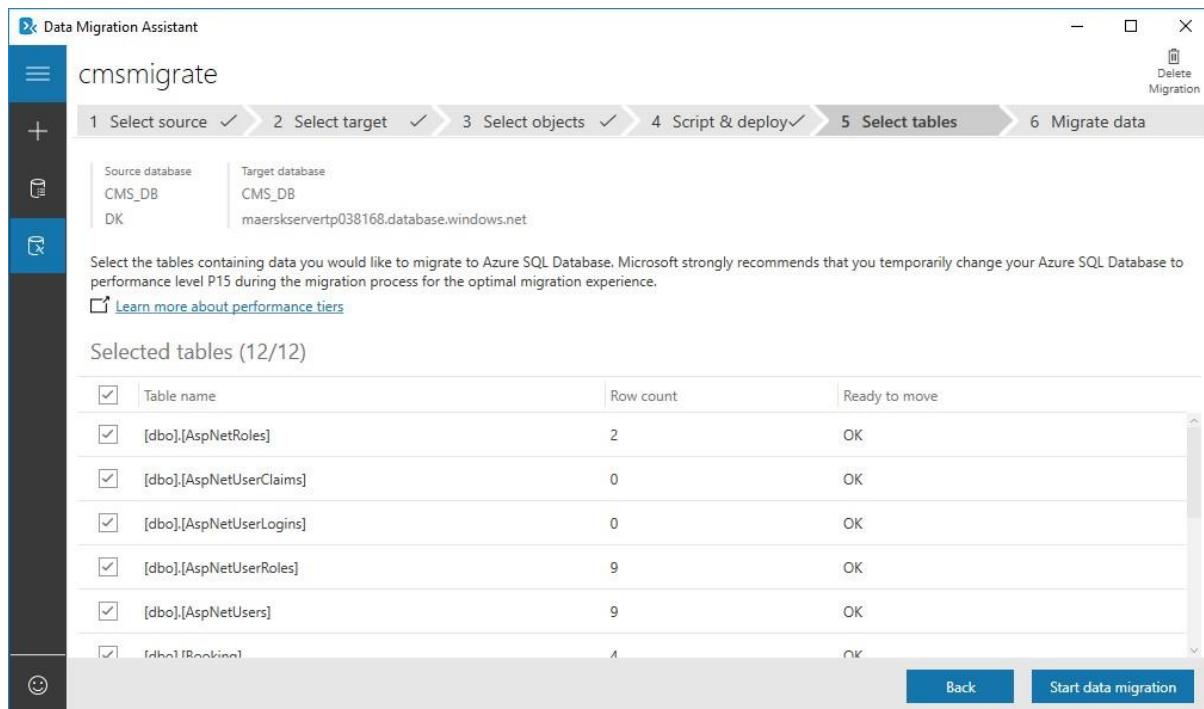 Data Migration Assistant
cmsmigrate
Delete
Migration
1 Select source
2 Select target
3 Select objects
4 Script & deploy
5 Select tables
6 Migrate data
Source database
CMS_DB
DK
Target database
CMS_DB
maerskservertp038168.database.windows.net
Select the tables containing data you would like to migrate to Azure SQL Database. Microsoft strongly recommends that you temporarily change your Azure SQL Database to
performance level P15 during the migration process for the optimal migration experience.
Learn more about performance tiers
Selected tables (12/12)
Table name Row count Ready to move
[dbo].[AspNetRoles] 2 OK
[dbo].[AspNetUserClaims] 0 OK
[dbo].[AspNetUserLogins] 0 OK
[dbo].[AspNetUserRoles] 9 OK
[dbo].[AspNetUsers] 9 OK
[dbo].[Booking] 4 OK
Back
Start data migration